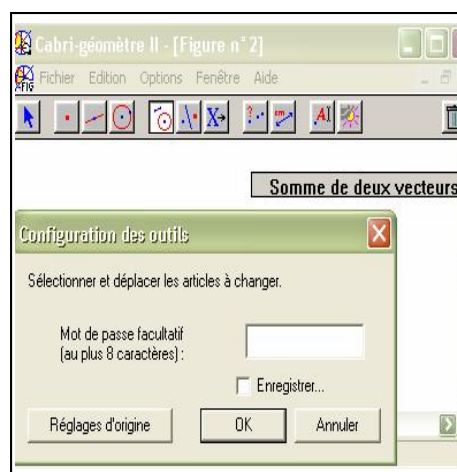 Cabri-géomètre II - [Figure n° 2]
Fichier Edition Options Fenêtre Aide
Somme de deux vecteurs
Configuration des outils
Sélectionner et déplacer les articles à changer.
Mot de passe facultatif
(au plus 8 caractères) :
Enregistrer...
Réglages d'origine OK Annuler